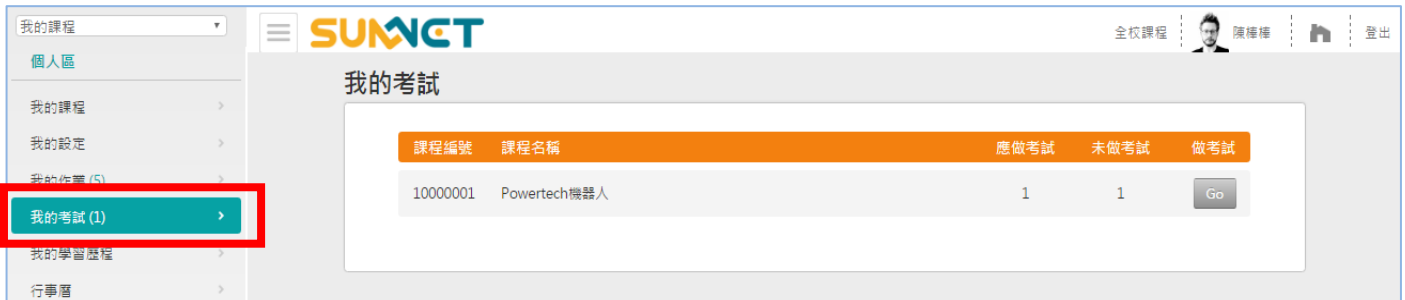 我的課程
個人區
我的課程
我的設定
我的作業 (5)
我的考試 (1)
我的學習歷程
行事曆
SUNNET
全校課程 陳棒棒 登出
我的考試
課程編號 課程名稱 應做考試 未做考試 做考試
10000001 Powertech機器人 1 1 Go